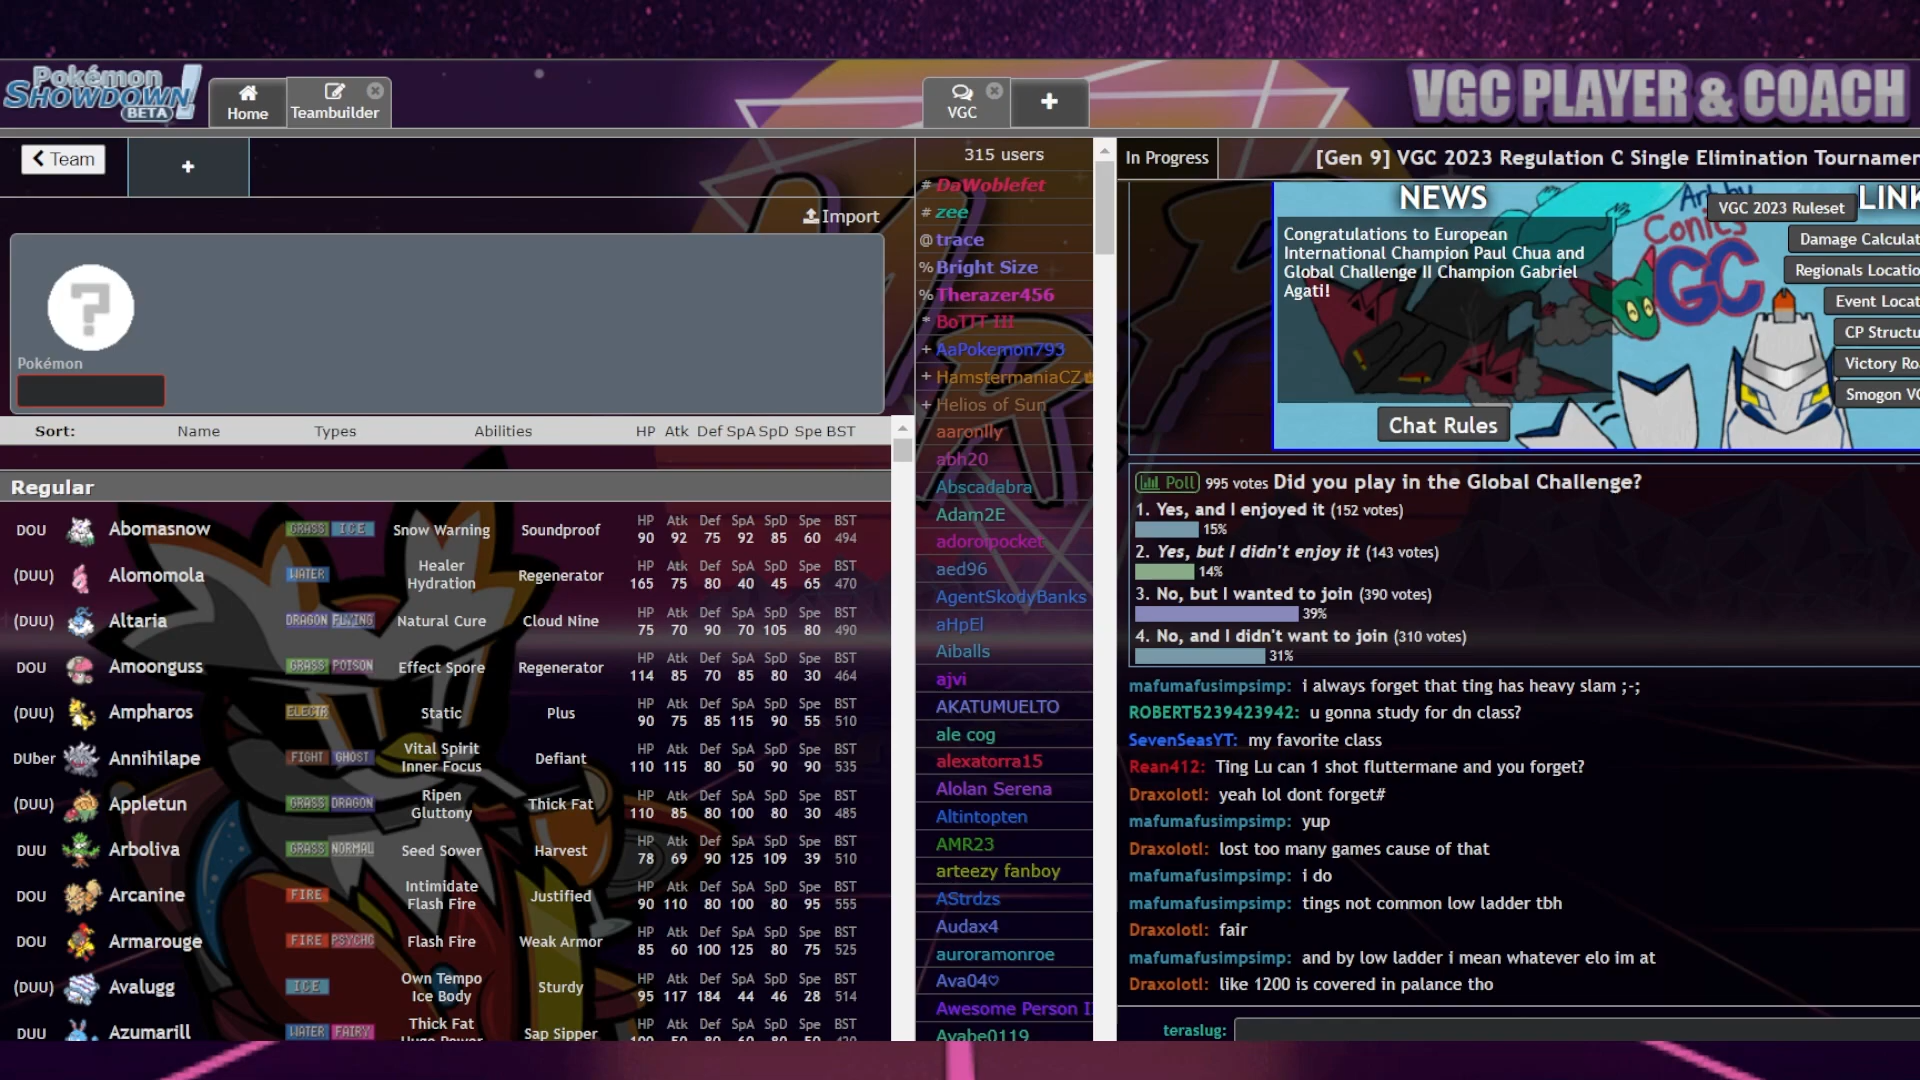 Pokémon
SHOWDOWN!
BETA
Home
Teambuilder
VGC
+
VGC PLAYER & COACH
Team
+
Import
Pokémon
Sort: Name Types Abilities HP Atk Def SpA SpD Spe BST
Regular
HP Atk Def SpA SpD Spe BST
DOU Abomasnow GRASS ICE Snow Warning Soundproof 90 92 75 92 85 60 494
HP Atk Def SpA SpD Spe BST
(DUU) Alomomola WATER Healer Hydration Regenerator 165 75 80 40 45 65 470
HP Atk Def SpA SpD Spe BST
(DUU) Altaria DRAGON FLYING Natural Cure Cloud Nine 75 70 90 70 105 80 490
HP Atk Def SpA SpD Spe BST
DOU Amoonguss GRASS POISON Effect Spore Regenerator 114 85 70 85 80 30 464
HP Atk Def SpA SpD Spe BST
(DUU) Ampharos ELECTR Static Plus 90 75 85 115 90 55 510
HP Atk Def SpA SpD Spe BST
DUber Annihilape FIGHT GHOST Vital Spirit Inner Focus Defiant 110 115 80 50 90 90 535
HP Atk Def SpA SpD Spe BST
(DUU) Appletun GRASS DRAGON Ripen Gluttony Thick Fat 110 85 80 100 80 30 485
HP Atk Def SpA SpD Spe BST
DUU Arboliva GRASS NORMAL Seed Sower Harvest 78 69 90 125 109 39 510
HP Atk Def SpA SpD Spe BST
DOU Arcanine FIRE Intimidate Flash Fire Justified 90 110 80 100 80 95 555
HP Atk Def SpA SpD Spe BST
DOU Armarouge FIRE PSYCHC Flash Fire Weak Armor 85 60 100 125 80 75 525
HP Atk Def SpA SpD Spe BST
(DUU) Avalugg ICE Own Tempo Ice Body Sturdy 95 117 184 44 46 28 514
HP Atk Def SpA SpD Spe BST
DUU Azumarill WATER FAIRY Thick Fat Sap Sipper
315 users
# DaWoblefet
# zee
@ trace
% Bright Size
% Therazer456
* BoTTT III
+ AaPokemon793
+ HamstermaniaCZ
+ Helios of Sun
aaronlly
abh20
Abscadabra
Adam2E
adorolpocket
aed96
AgentSkodyBanks
aHpEl
Aiballs
ajvi
AKATUMUELTO
ale cog
alexatorra15
Alolan Serena
Altintopten
AMR23
arteezy fanboy
AStrdzs
Audax4
auroramonroe
Ava04♡
Awesome Person
Avabe0119
In Progress
[Gen 9] VGC 2023 Regulation C Single Elimination Tournamen
NEWS
Congratulations to European
International Champion Paul Chua and
Global Challenge II Champion Gabriel
Agati!
Chat Rules
Art by
Conics
GC
LINK
VGC 2023 Ruleset
Damage Calculat
Regionals Locatio
Event Locat
CP Structu
Victory Roa
Smogon VG
Poll 995 votes Did you play in the Global Challenge?
1. Yes, and I enjoyed it (152 votes)
15%
2. Yes, but I didn't enjoy it (143 votes)
14%
3. No, but I wanted to join (390 votes)
39%
4. No, and I didn't want to join (310 votes)
31%
mafumafusimpsimp: i always forget that ting has heavy slam ;-;
ROBERT5239423942: u gonna study for dn class?
SevenSeasYT: my favorite class
Rean412: Ting Lu can 1 shot fluttermane and you forget?
Draxolotl: yeah lol dont forget#
mafumafusimpsimp: yup
Draxolotl: lost too many games cause of that
mafumafusimpsimp: i do
mafumafusimpsimp: tings not common low ladder tbh
Draxolotl: fair
mafumafusimpsimp: and by low ladder i mean whatever elo im at
Draxolotl: like 1200 is covered in palance tho
teraslug: